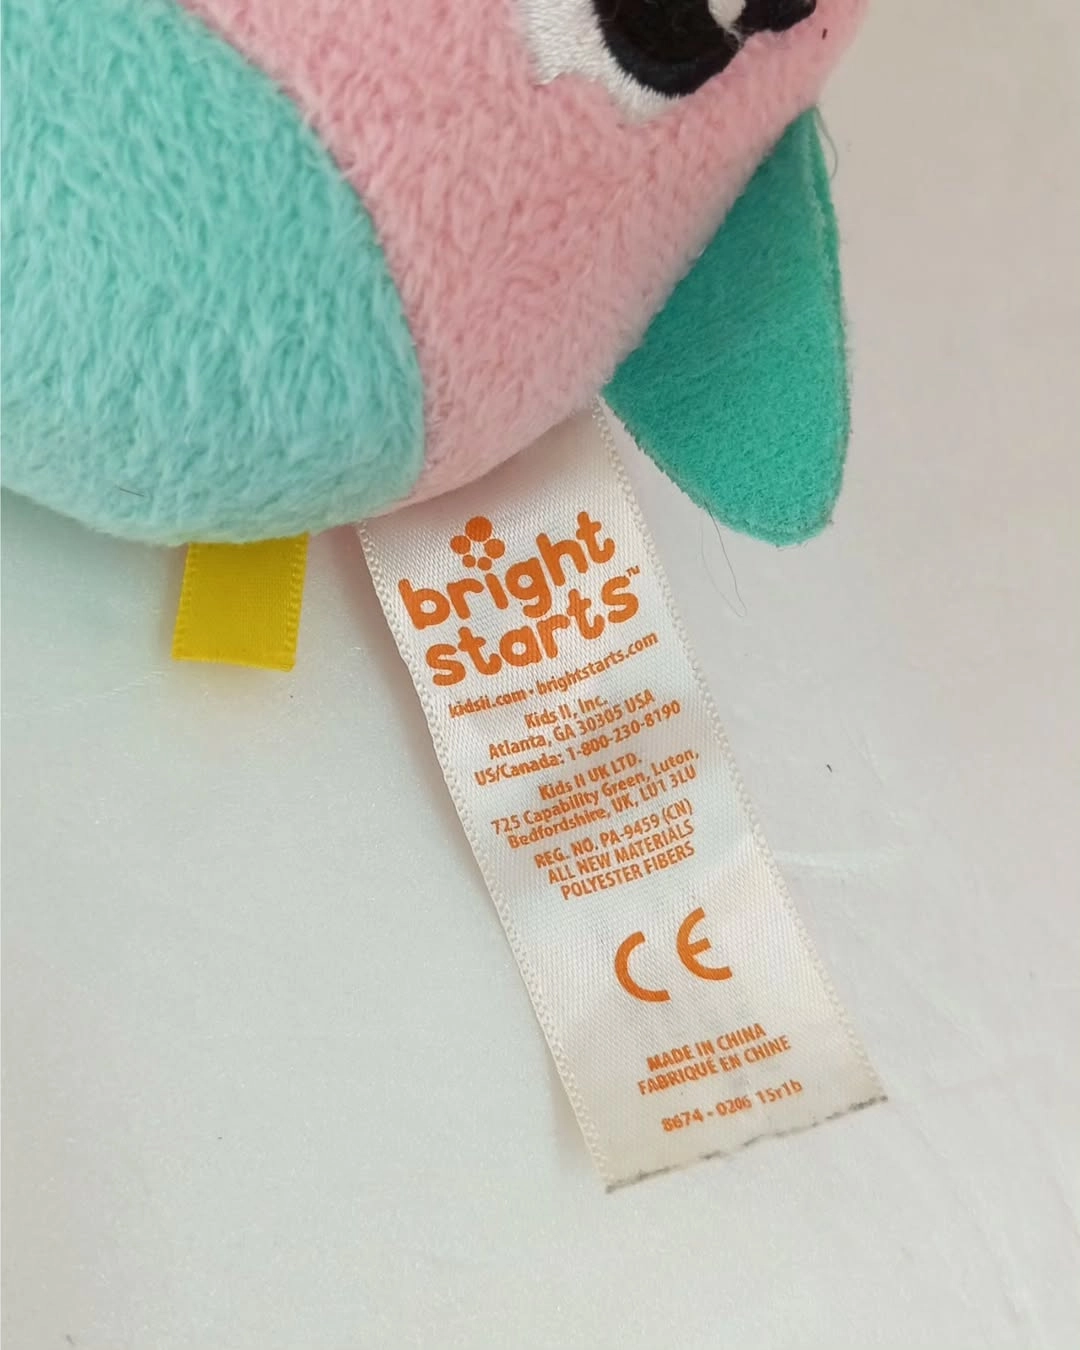 bright
starts™
kidsii.com • brightstarts.com
Kids II, Inc.
Atlanta, GA 30305 USA
US/Canada: 1-800-230-8190
Kids II UK LTD.
725 Capability Green, Luton,
Bedfordshire, UK, LU1 3LU
REG. NO. PA-9459 (CN)
ALL NEW MATERIALS
POLYESTER FIBERS
CE
MADE IN CHINA
FABRIQUÉ EN CHINE
8674 - 0206 15r1b